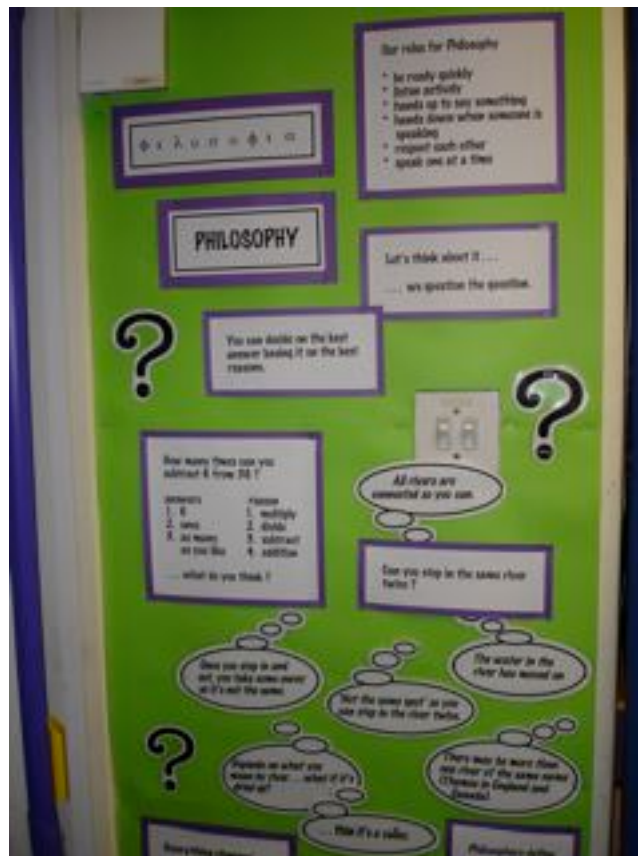 Our rules for Philosophy
* be ready quickly
* listen actively
* hands up to say something
* hands down when someone is
speaking
* respect each other
* speak one at a time
φ ι λ ο σ ο φ ι α
PHILOSOPHY
Let's think about it . . .
. . . we question the question.
You can decide on the best
answer basing it on the best
reasons.
?
?
How many times can you
subtract 6 from 36 ?
answers
1. 6
2. once
3. as many
as you like
reason
1. multiply
2. divide
3. subtract
4. addition
. . . what do you think ?
All rivers are
connected so you can.
Can you step in the same river
twice ?
Once you step in and
out, you take some away
so it's not the same.
The water in the
river has moved on
'Not the same spot' so you
can step in the river twice.
?
Depends on what you
mean by river . . . what if it's
dried up?
There may be more than
one river of the same name
(Thames in England and
Canada).
. . . then it's a valley.
Everything changes